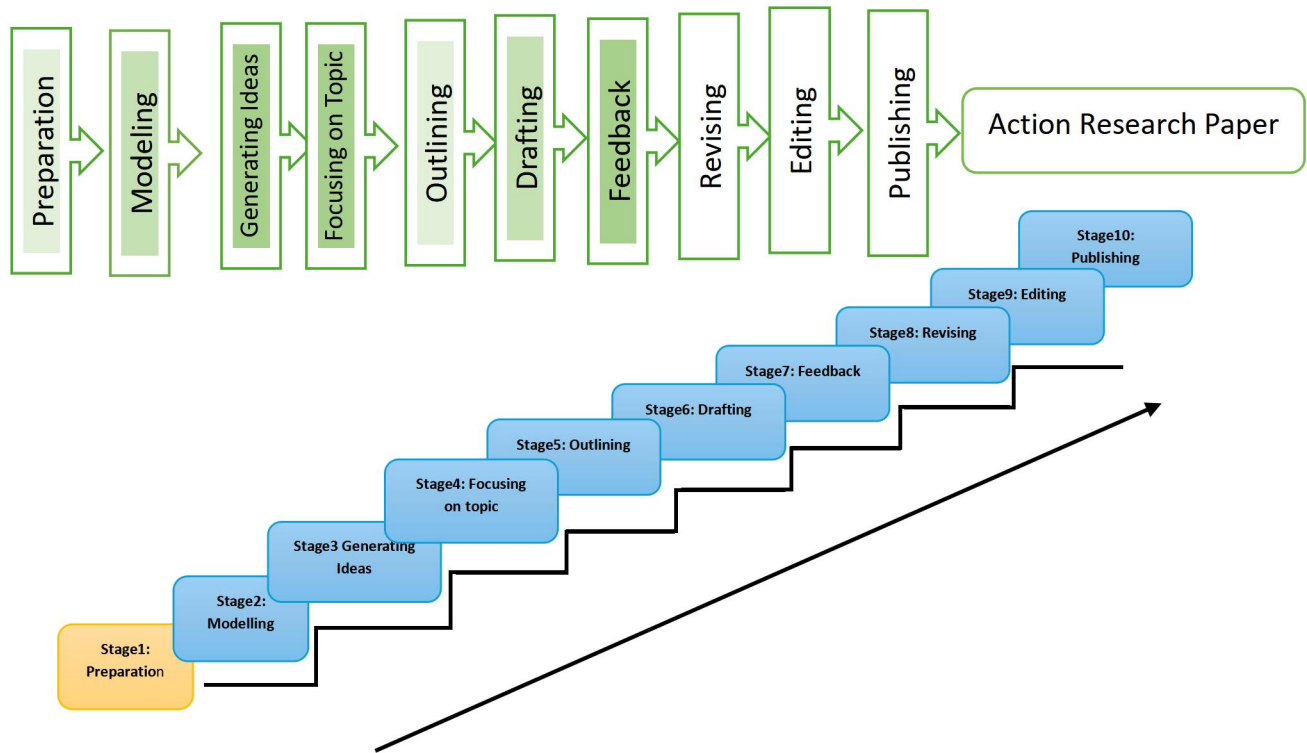 Preparation
Modeling
Generating Ideas
Focusing on Topic
Outlining
Drafting
Feedback
Revising
Editing
Publishing
Action Research Paper
Stage10:
Publishing
Stage9: Editing
Stage8: Revising
Stage7: Feedback
Stage6: Drafting
Stage5: Outlining
Stage4: Focusing
on topic
Stage3 Generating
Ideas
Stage2:
Modelling
Stage1:
Preparation